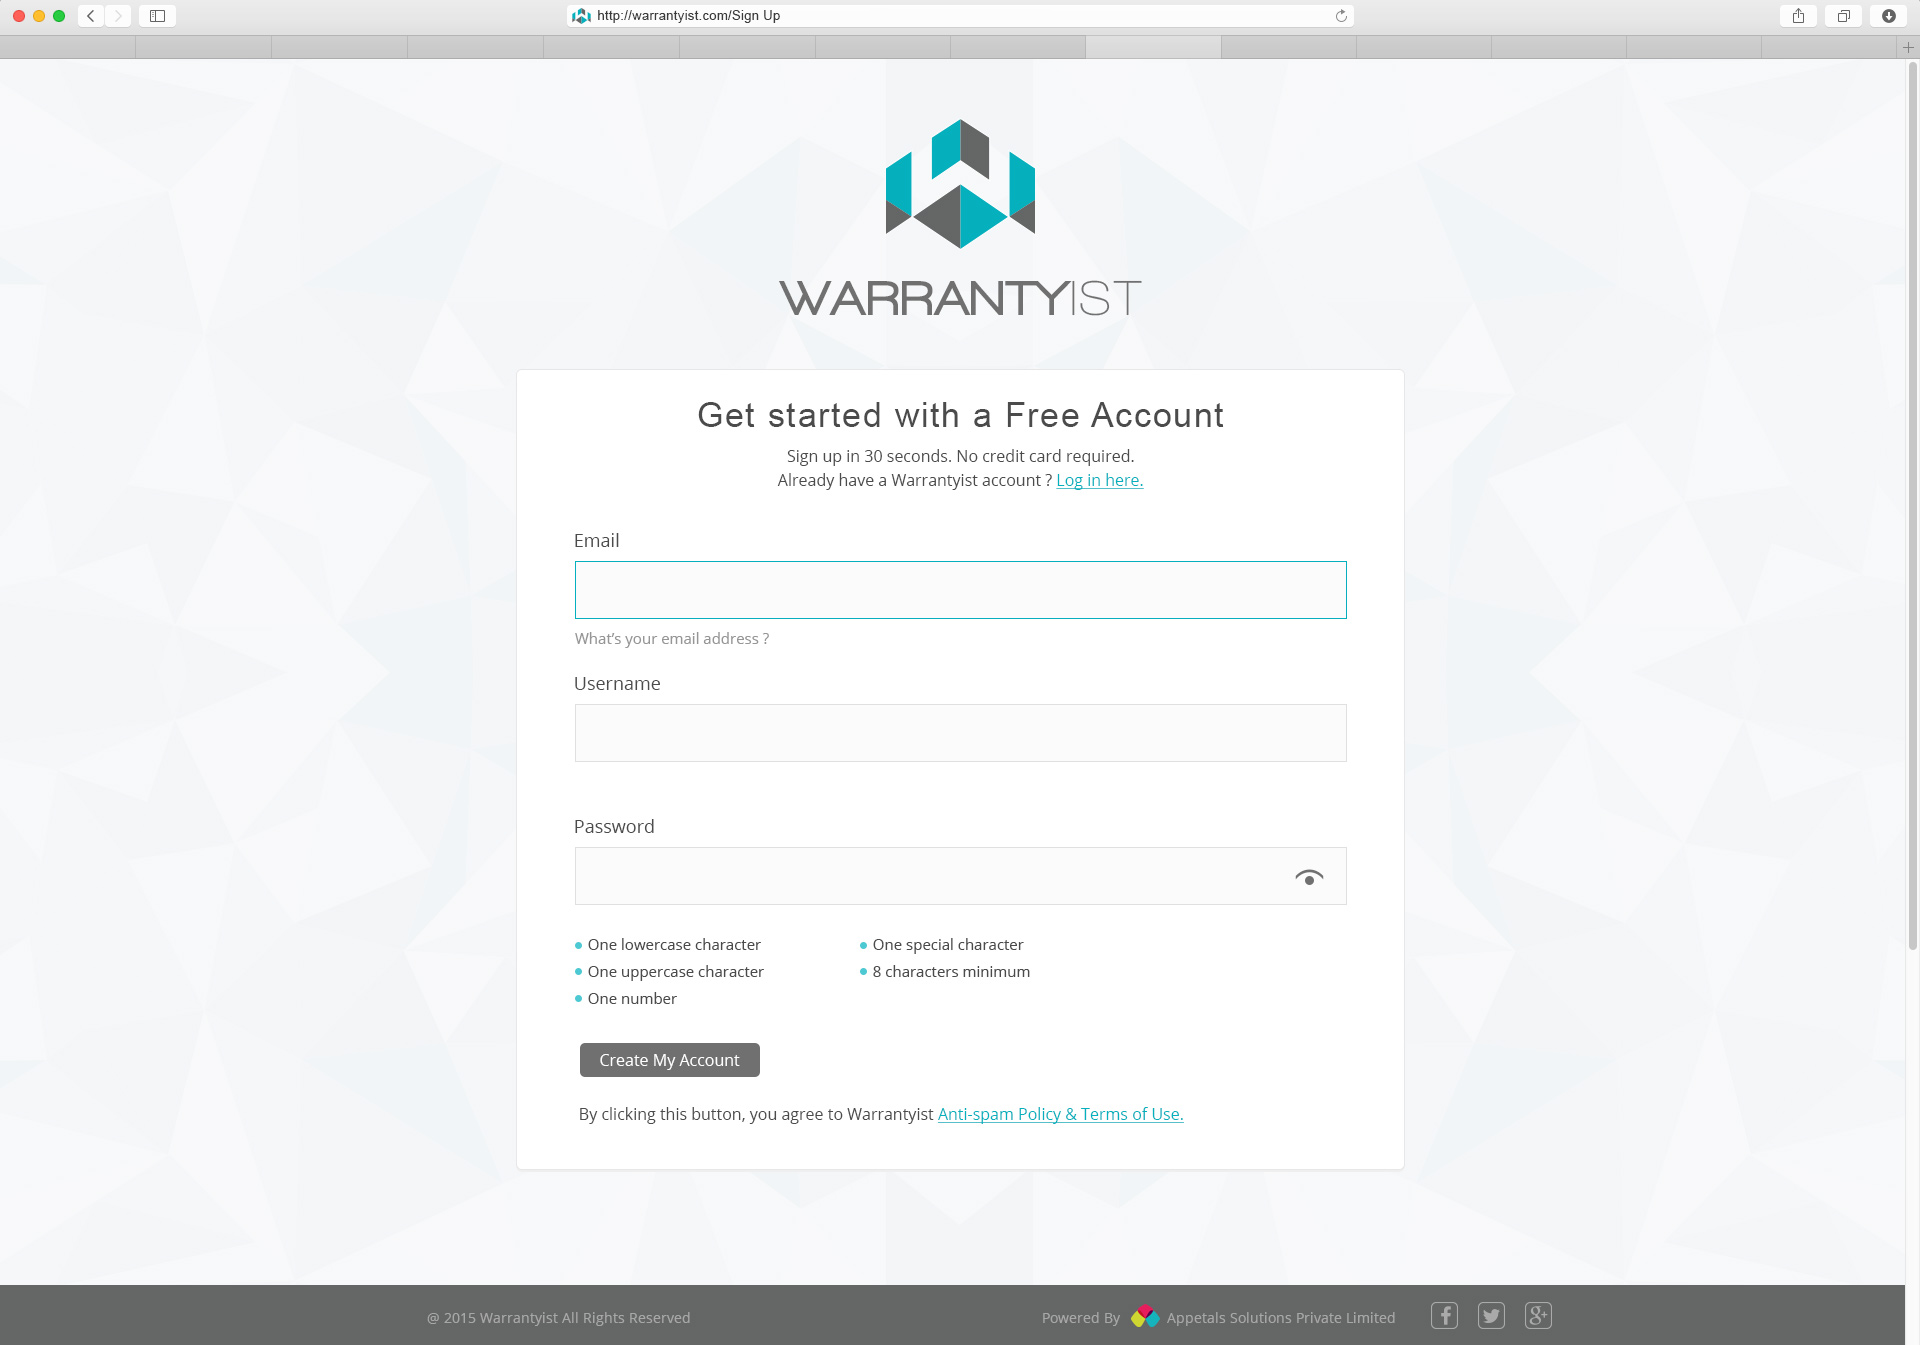 http://warrantyist.com/Sign Up
WARRANTYIST
Get started with a Free Account
Sign up in 30 seconds. No credit card required.
Already have a Warrantyist account ? Log in here.
Email
What's your email address ?
Username
Password
One lowercase character
One special character
One uppercase character
8 characters minimum
One number
Create My Account
By clicking this button, you agree to Warrantyist Anti-spam Policy & Terms of Use.
@ 2015 Warrantyist All Rights Reserved
Powered By Appetals Solutions Private Limited